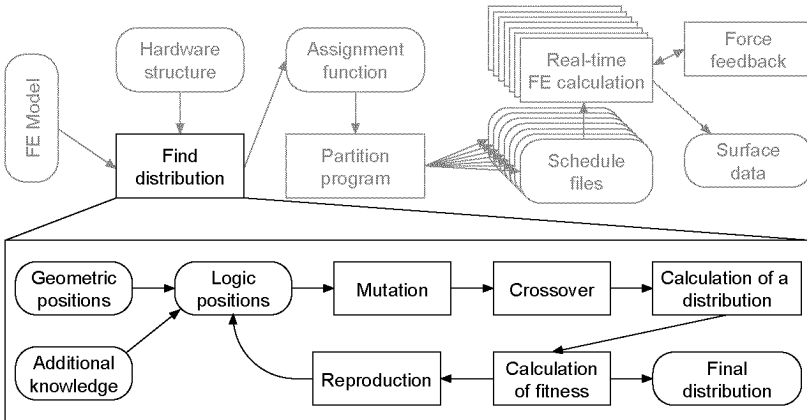 Hardware
structure
Assignment
function
Real-time
FE calculation
Force
feedback
FE Model
Find
distribution
Partition
program
Schedule
files
Surface
data
Geometric
positions
Logic
positions
Mutation
Crossover
Calculation of a
distribution
Additional
knowledge
Reproduction
Calculation
of fitness
Final
distribution